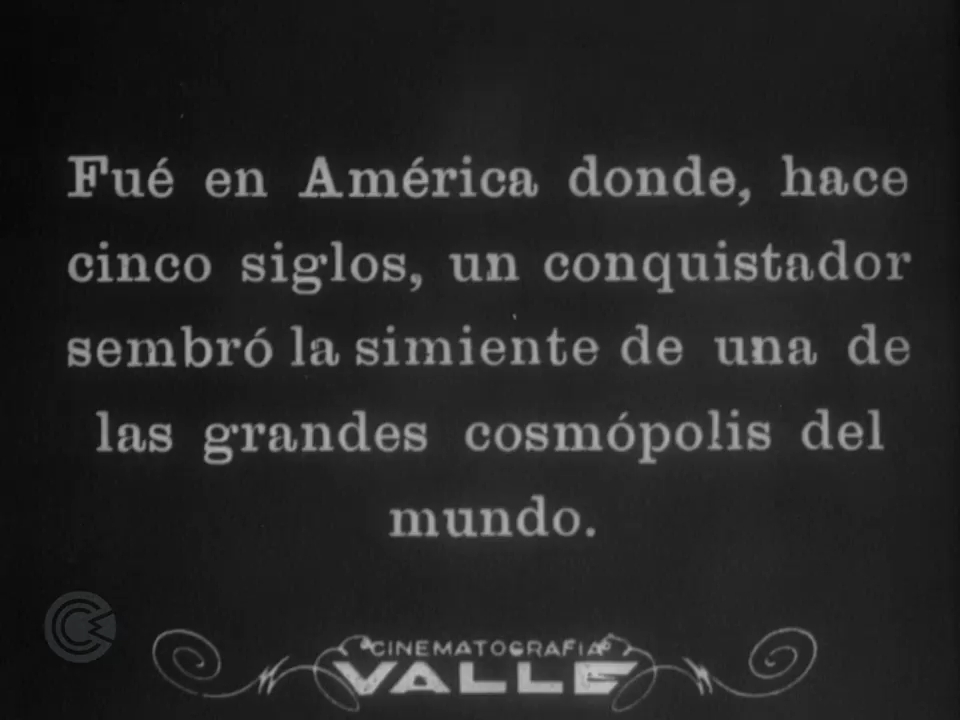 Fué en América donde, hace
cinco siglos, un conquistador
sembró la simiente de una de
las grandes cosmópolis del
mundo.
CINEMATOGRAFIA
VALLE